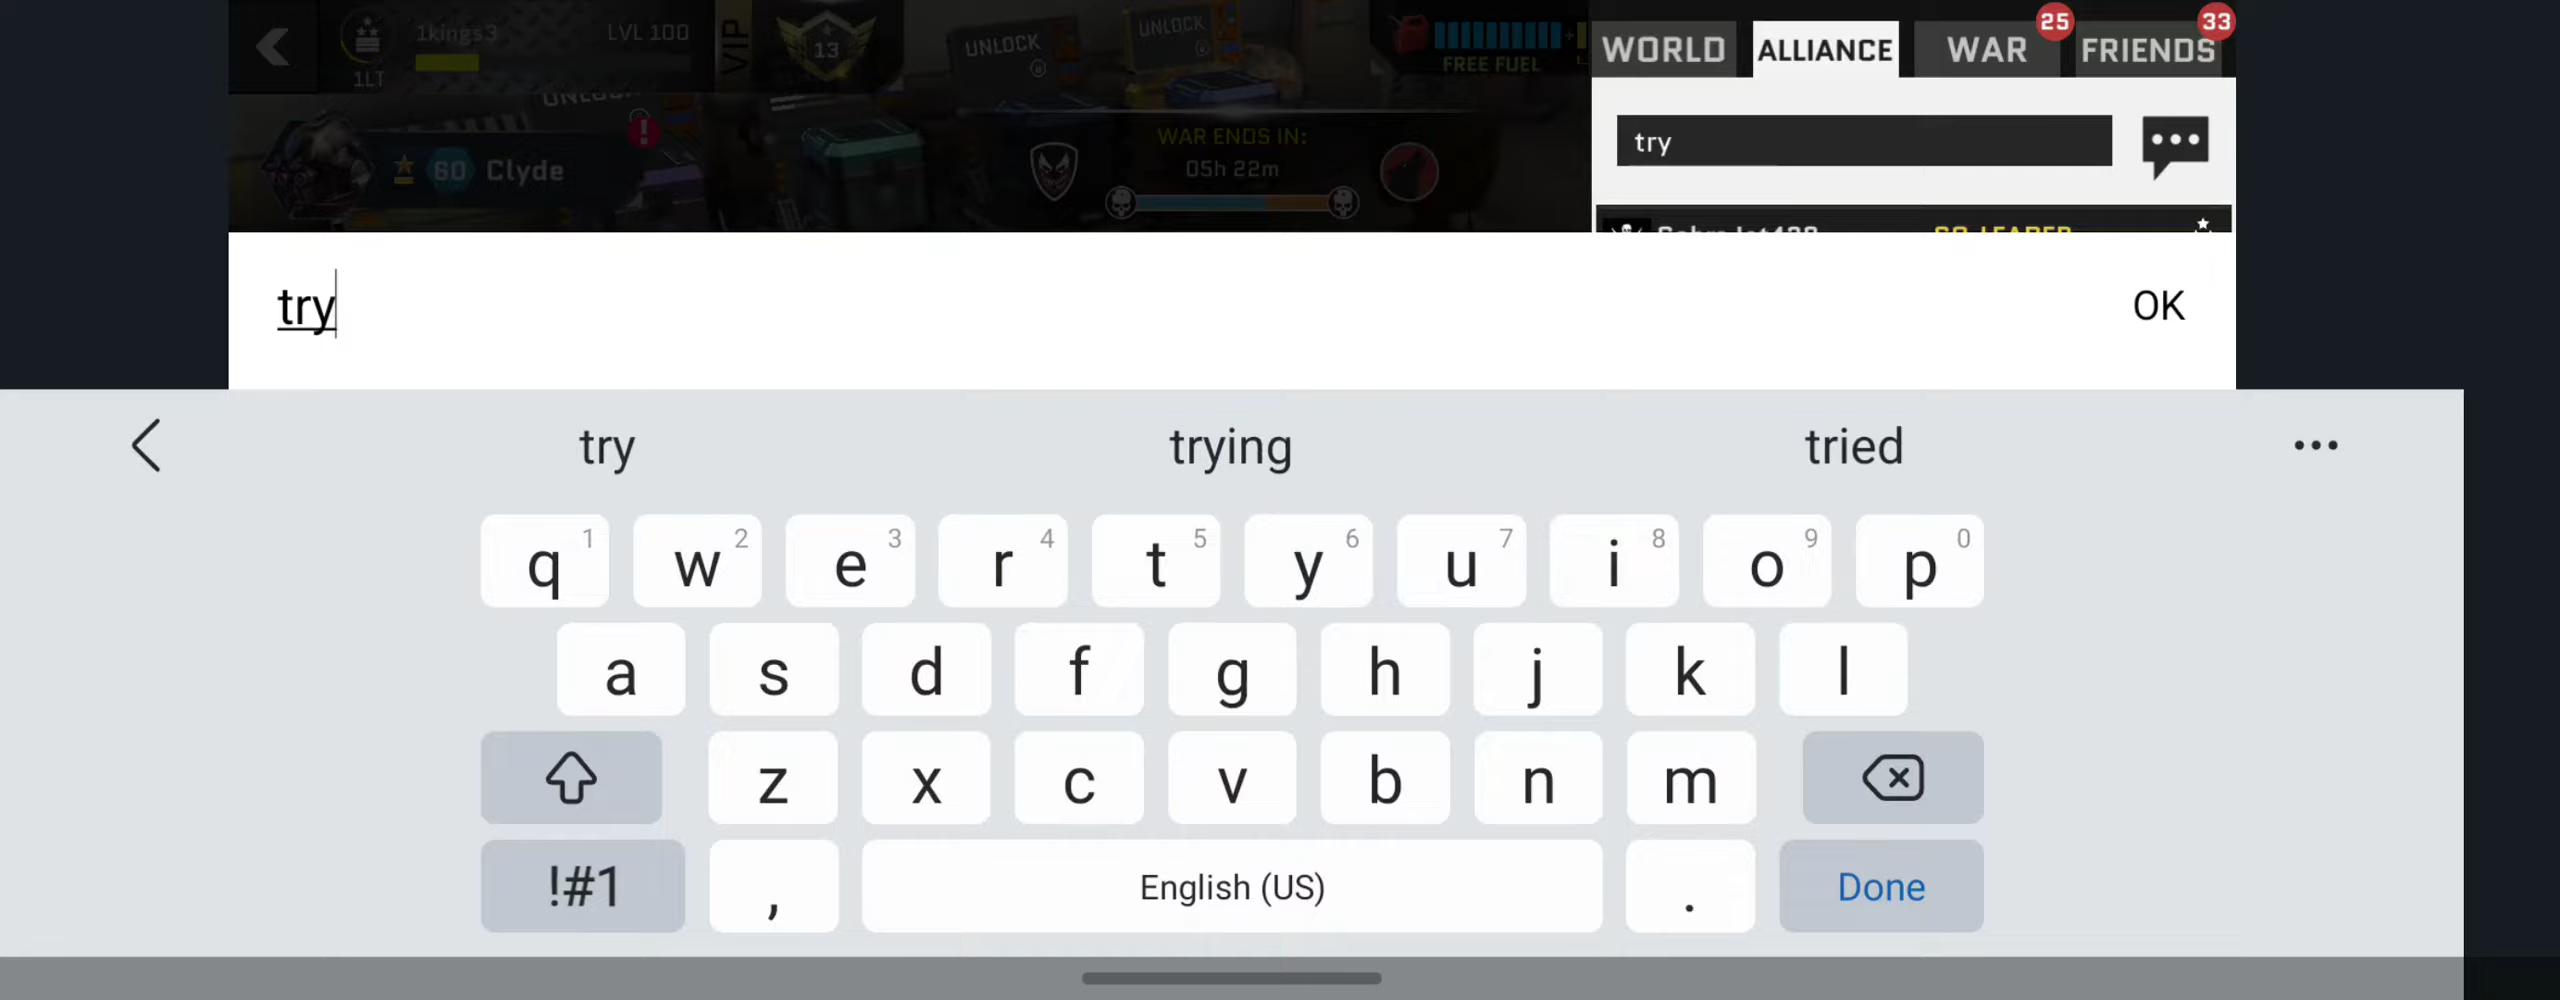 1kings3 LVL 100
1LT
VIP
13
UNLOCK
UNLOCK
FREE FUEL
WORLD ALLIANCE WAR 25 FRIENDS 33
60 Clyde
WAR ENDS IN:
05h 22m
try
CO-LEADER
try OK
try trying tried
q 1 w 2 e 3 r 4 t 5 y 6 u 7 i 8 o 9 p 0
a s d f g h j k l
z x c v b n m
!#1 , English (US) . Done